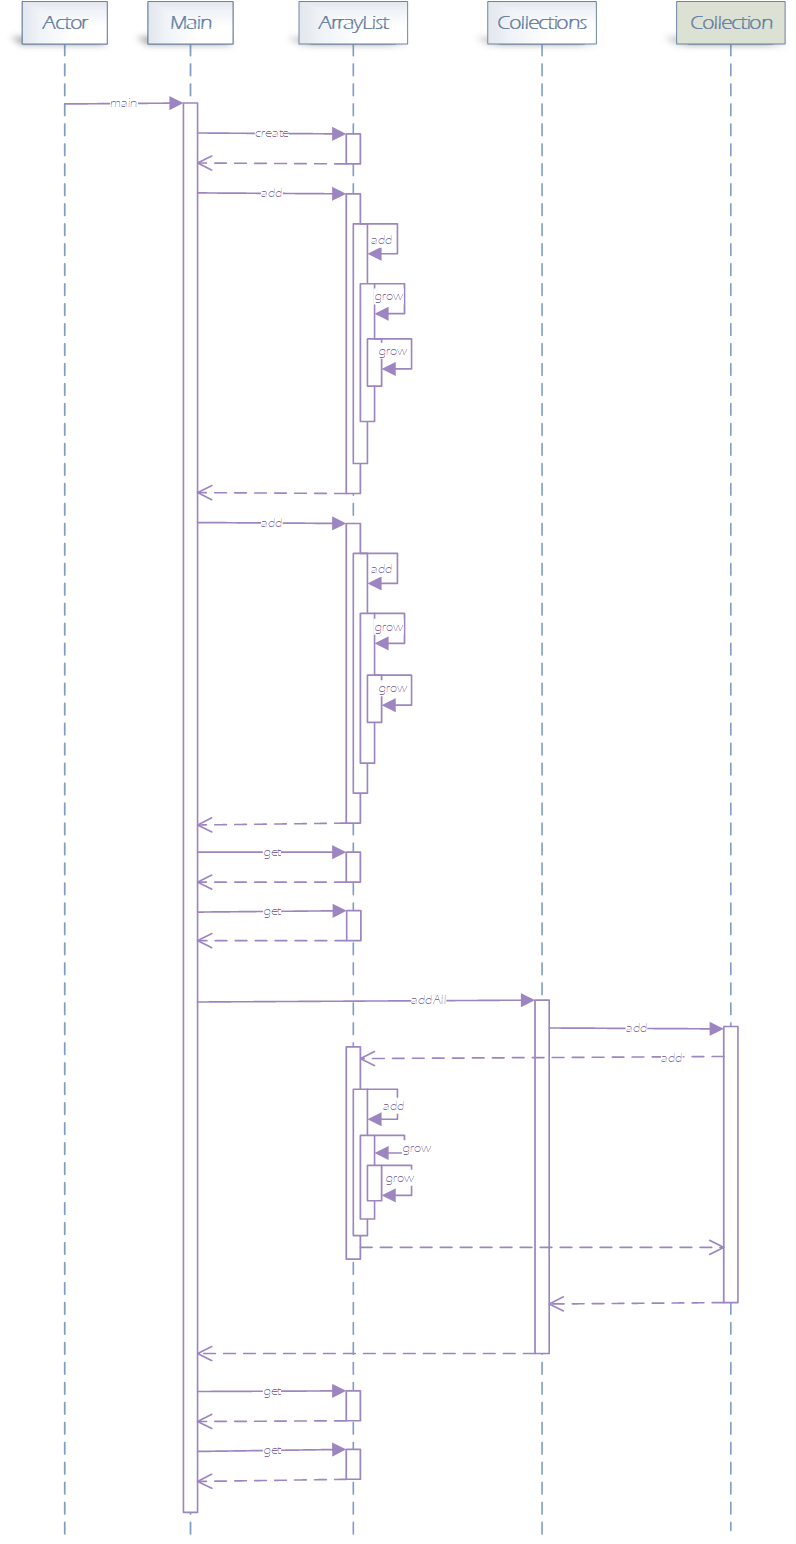 Actor
Main
ArrayList
Collections
Collection
main
create
add
add
grow
grow
add
add
grow
grow
get
get
addAll
add
add
add
grow
grow
get
get